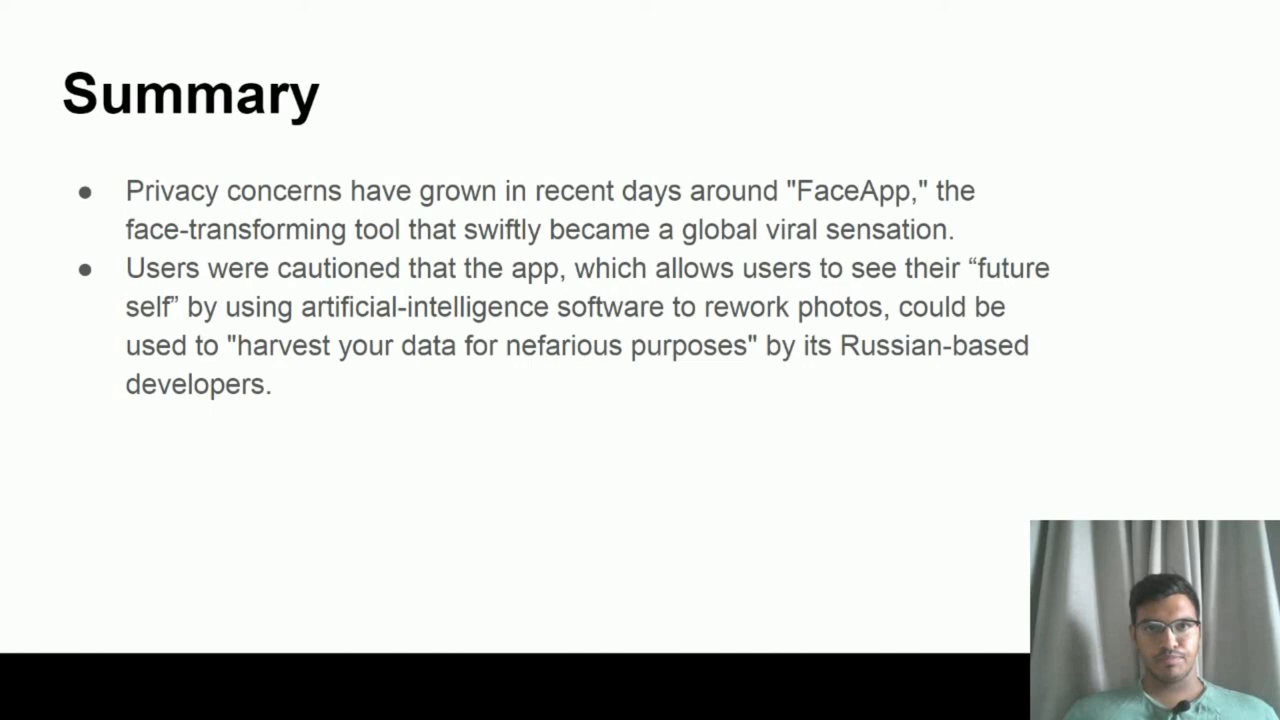 Summary
● Privacy concerns have grown in recent days around "FaceApp," the
face-transforming tool that swiftly became a global viral sensation.
● Users were cautioned that the app, which allows users to see their “future
self” by using artificial-intelligence software to rework photos, could be
used to "harvest your data for nefarious purposes" by its Russian-based
developers.